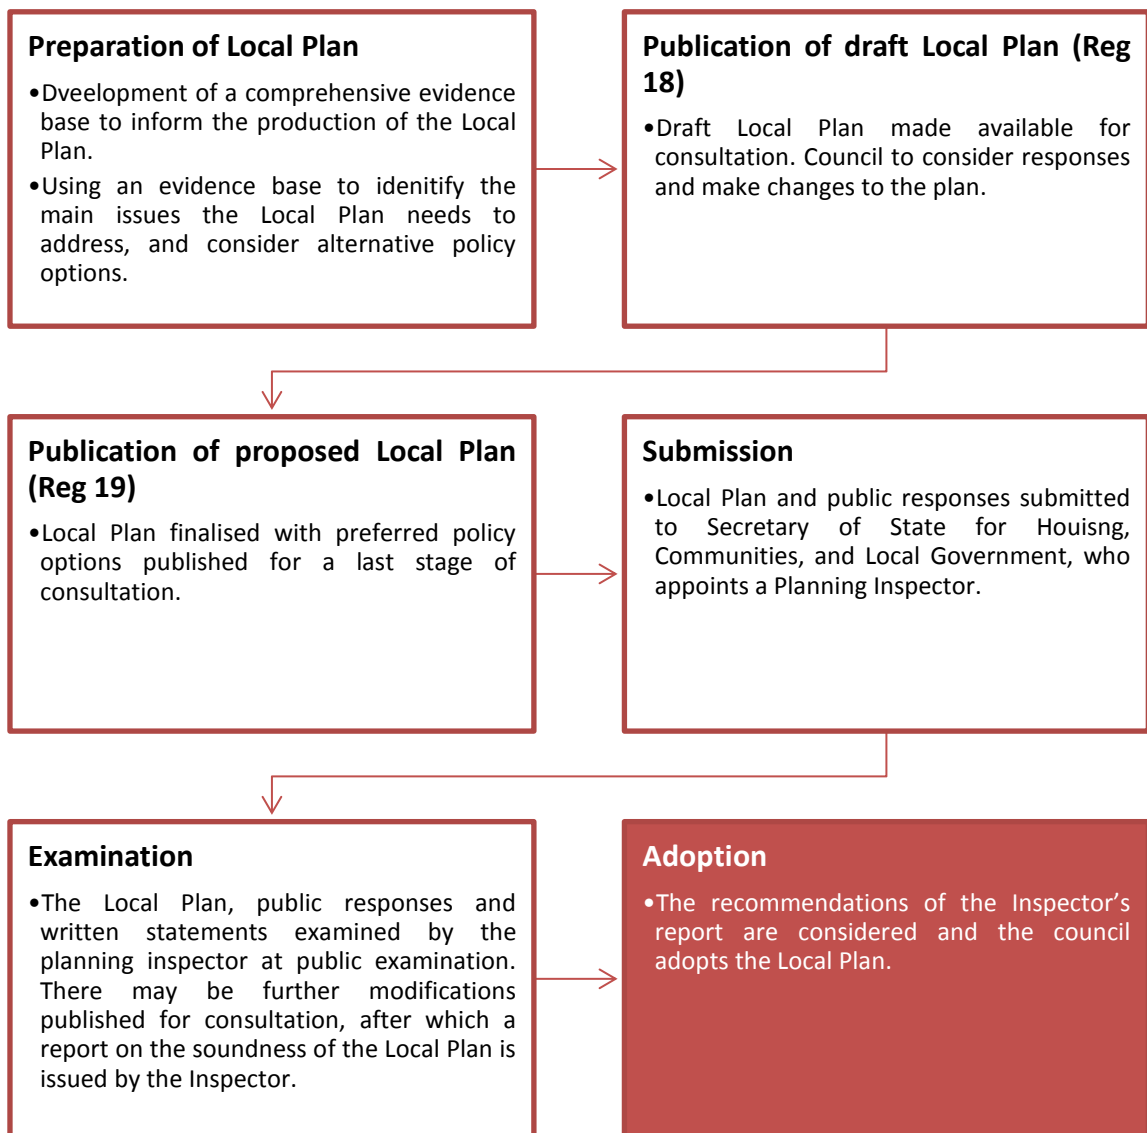 Preparation of Local Plan
•Dveelopment of a comprehensive evidence
base to inform the production of the Local
Plan.
•Using an evidence base to idenitify the
main issues the Local Plan needs to
address, and consider alternative policy
options.
Publication of draft Local Plan (Reg
18)
•Draft Local Plan made available for
consultation. Council to consider responses
and make changes to the plan.
Publication of proposed Local Plan
(Reg 19)
•Local Plan finalised with preferred policy
options published for a last stage of
consultation.
Submission
•Local Plan and public responses submitted
to Secretary of State for Houisng,
Communities, and Local Government, who
appoints a Planning Inspector.
Examination
•The Local Plan, public responses and
written statements examined by the
planning inspector at public examination.
There may be further modifications
published for consultation, after which a
report on the soundness of the Local Plan is
issued by the Inspector.
Adoption
•The recommendations of the Inspector’s
report are considered and the council
adopts the Local Plan.